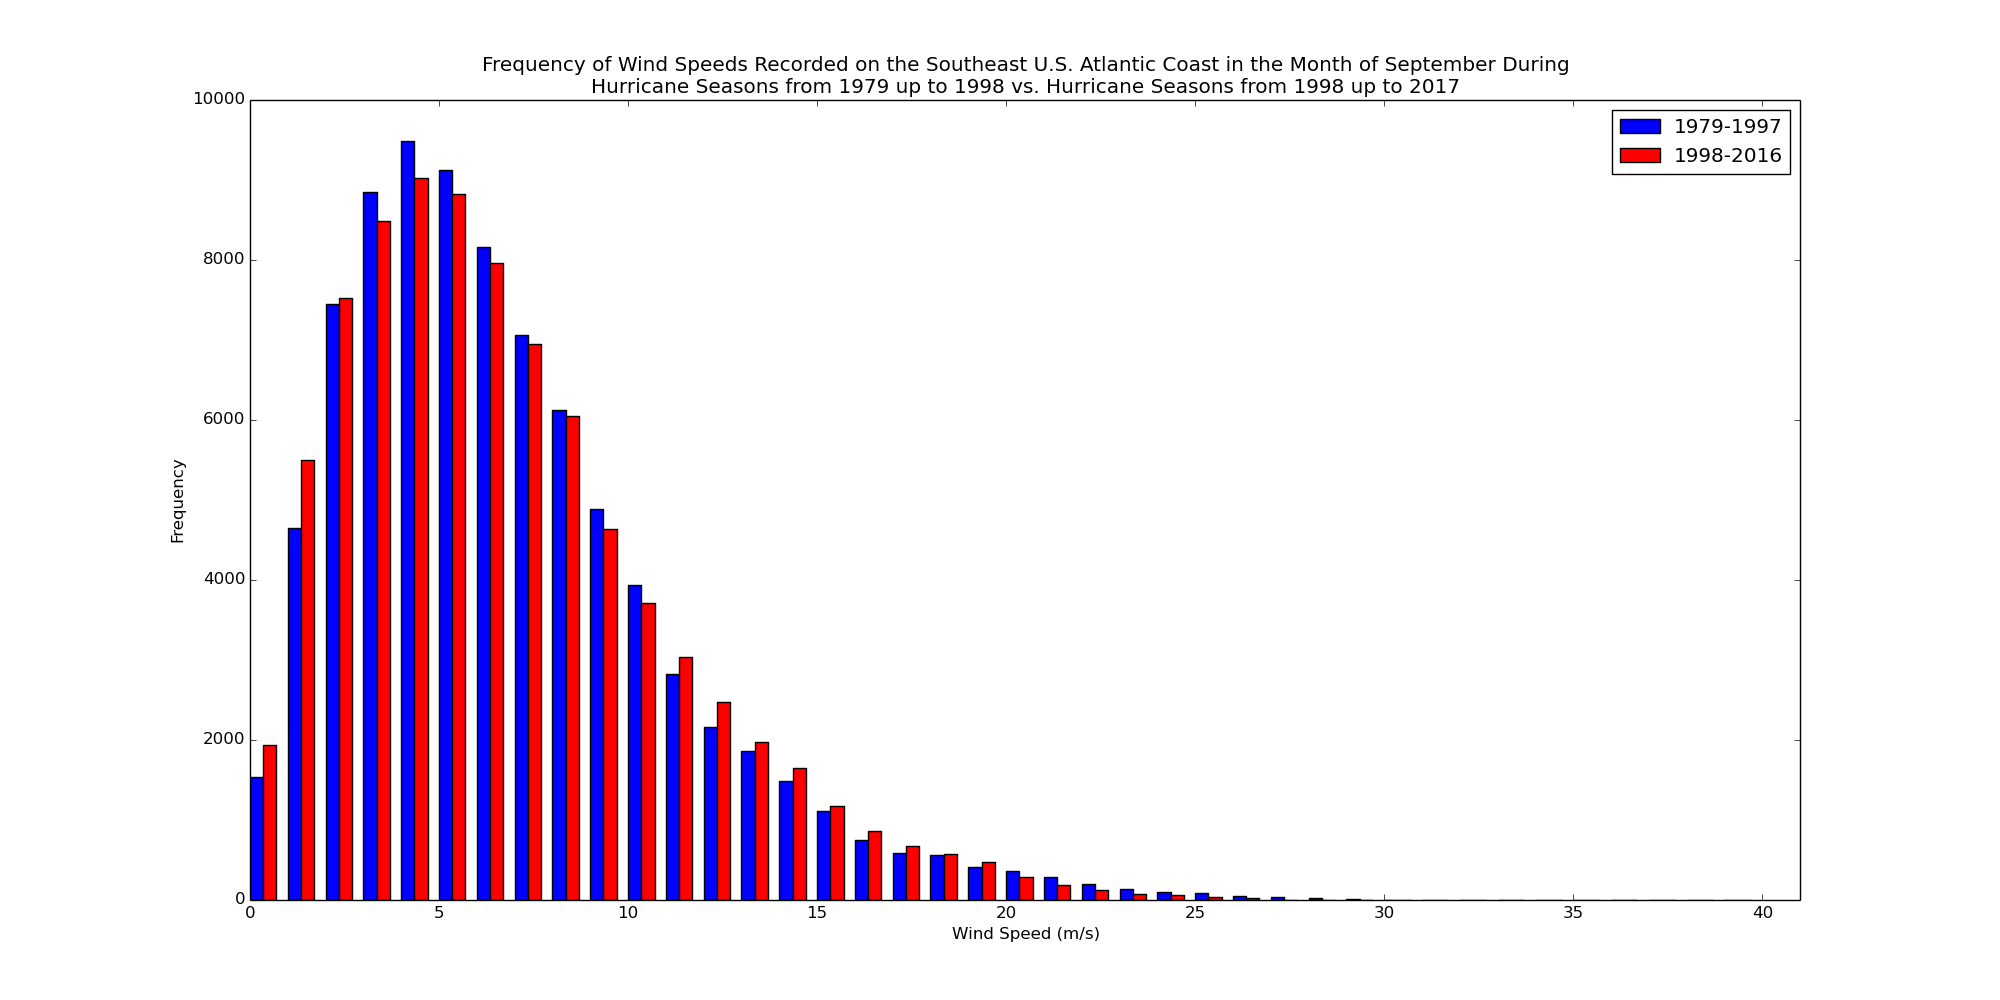 Frequency of Wind Speeds Recorded on the Southeast U.S. Atlantic Coast in the Month of September During
Hurricane Seasons from 1979 up to 1998 vs. Hurricane Seasons from 1998 up to 2017
1979-1997
1998-2016
10000
8000
6000
4000
2000
0
Frequency
0 5 10 15 20 25 30 35 40
Wind Speed (m/s)